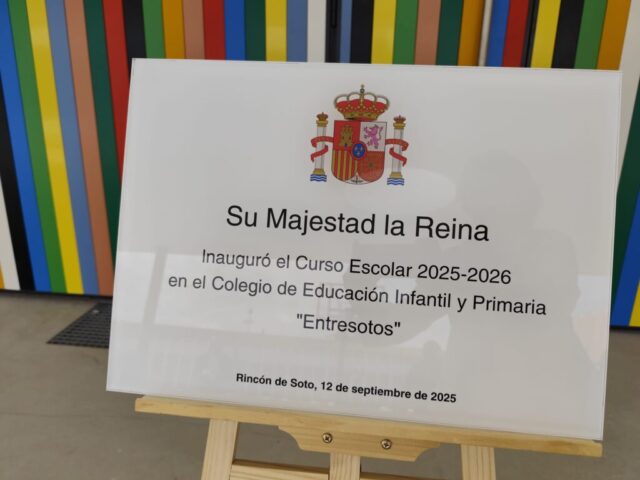 Su Majestad la Reina
Inauguró el Curso Escolar 2025-2026
en el Colegio de Educación Infantil y Primaria
"Entresotos"
Rincón de Soto, 12 de septiembre de 2025